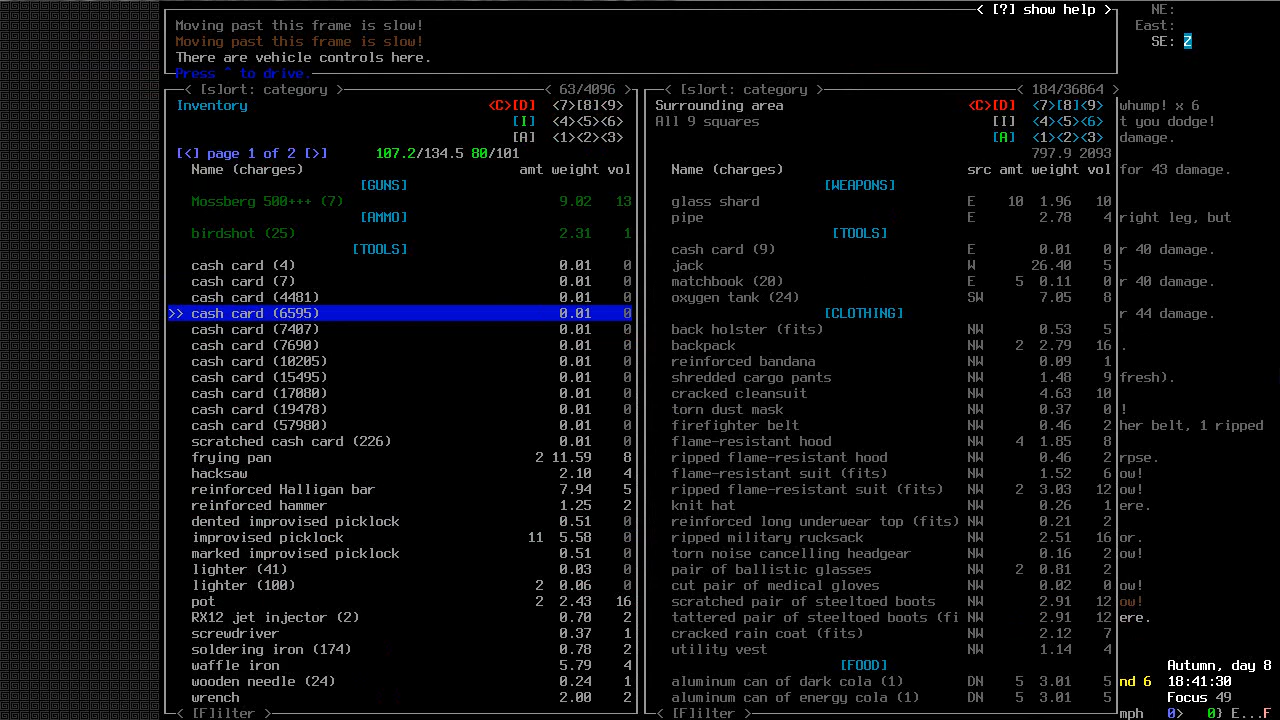 < [?] show help >
Moving past this frame is slow!
Moving past this frame is slow!
There are vehicle controls here.
Press ^ to drive.
NE:
East:
SE: Z
< [s]ort: category > < 63/4096 >
Inventory <C>[D] <7>[8]<9>
[I] <4><5><6>
[A] <1><2><3>
[<] page 1 of 2 [>] 107.2/134.5 80/101
Name (charges) amt weight vol
[GUNS]
Mossberg 500+++ (7) 9.02 13
[AMMO]
birdshot (25) 2.31 1
[TOOLS]
cash card (4) 0.01 0
cash card (7) 0.01 0
cash card (4481) 0.01 0
>> cash card (6595) 0.01 0
cash card (7407) 0.01 0
cash card (7690) 0.01 0
cash card (10205) 0.01 0
cash card (15495) 0.01 0
cash card (17080) 0.01 0
cash card (19478) 0.01 0
cash card (57980) 0.01 0
scratched cash card (226) 0.01 0
frying pan 2 11.59 8
hacksaw 2.10 4
reinforced Halligan bar 7.94 5
reinforced hammer 1.25 2
dented improvised picklock 0.51 0
improvised picklock 11 5.58 0
marked improvised picklock 0.51 0
lighter (41) 0.03 0
lighter (100) 2 0.06 0
pot 2 2.43 16
RX12 jet injector (2) 0.70 2
screwdriver 0.37 1
soldering iron (174) 0.78 2
waffle iron 5.79 4
wooden needle (24) 0.24 1
wrench 2.00 2
< [F]ilter >
< [s]ort: category > < 184/36864 >
Surrounding area <C>[D] <7>[8]<9>
All 9 squares [I] <4><5><6>
[A] <1><2><3>
797.9 2093
Name (charges) src amt weight vol
[WEAPONS]
glass shard E 10 1.96 10
pipe E 2.78 4
[TOOLS]
cash card (9) E 0.01 0
jack W 26.40 5
matchbook (20) E 5 0.11 0
oxygen tank (24) SW 7.05 8
[CLOTHING]
back holster (fits) NW 0.53 5
backpack NW 2 2.79 16
reinforced bandana NW 0.09 1
shredded cargo pants NW 1.48 9
cracked cleansuit NW 4.63 10
torn dust mask NW 0.37 0
firefighter belt NW 0.46 2
flame-resistant hood NW 4 1.85 8
ripped flame-resistant hood NW 0.46 2
flame-resistant suit (fits) NW 1.52 6
ripped flame-resistant suit (fits) NW 2 3.03 12
knit hat NW 0.26 1
reinforced long underwear top (fits) NW 0.21 2
ripped military rucksack NW 2.51 16
torn noise cancelling headgear NW 0.16 2
pair of ballistic glasses NW 2 0.81 2
cut pair of medical gloves NW 0.02 0
scratched pair of steeltoed boots NW 2.91 12
tattered pair of steeltoed boots (fi NW 2.91 12
cracked rain coat (fits) NW 2.12 7
utility vest NW 1.14 4
[FOOD]
aluminum can of dark cola (1) DN 5 3.01 5
aluminum can of energy cola (1) DN 5 3.01 5
< [F]ilter >
whump! x 6
t you dodge!
damage.
for 43 damage.
right leg, but
r 40 damage.
r 40 damage.
r 44 damage.
.
fresh).
!
her belt, 1 ripped
rpse.
ow!
ere.
or.
ow!
ow!
ow!
ere.
Autumn, day 8
nd 6 18:41:30
Focus 49
mph 0> 0} E...F